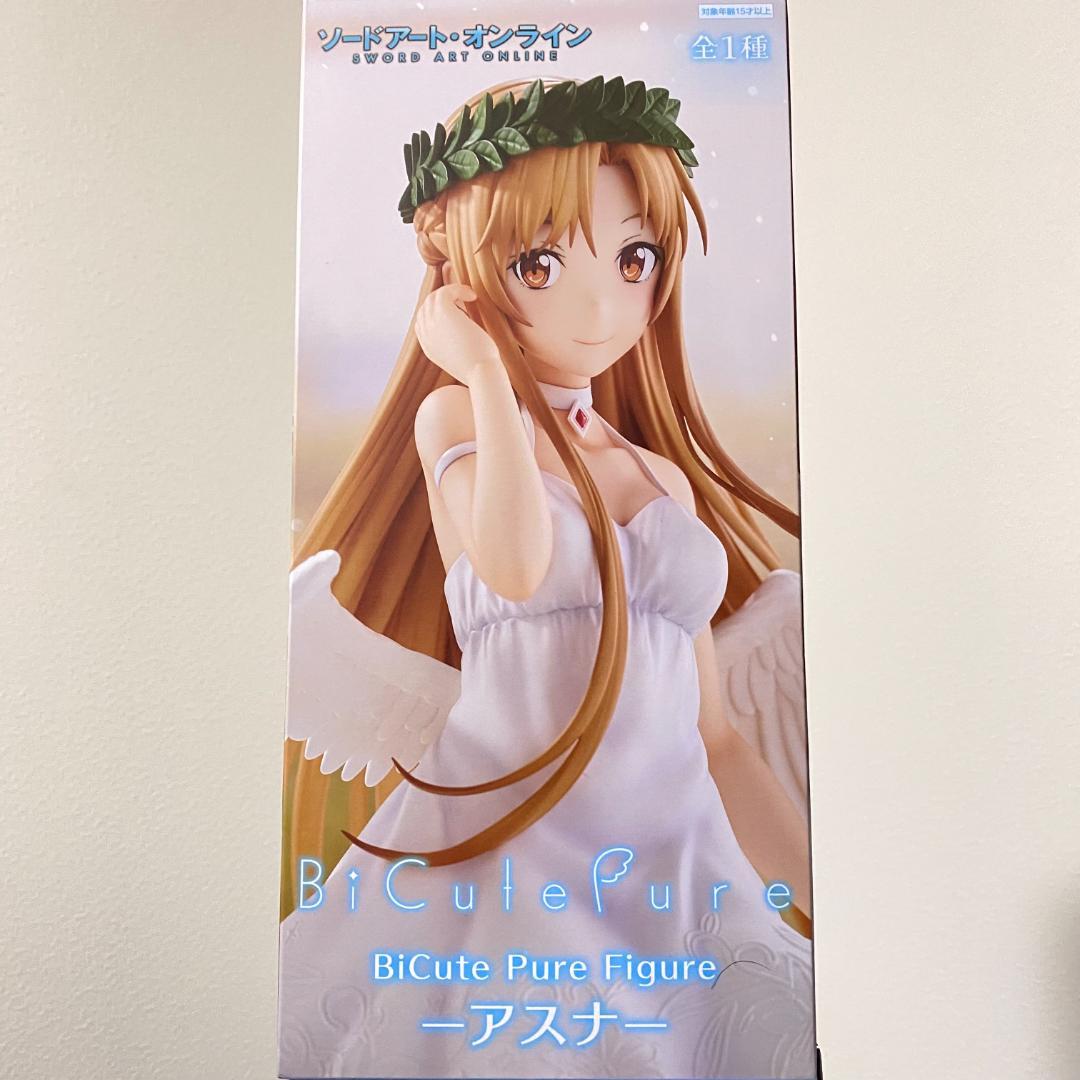 対象年齢15才以上
ソードアート・オンライン
SWORD ART ONLINE
全1種
BiCutePure
BiCute Pure Figure
ーアスナー